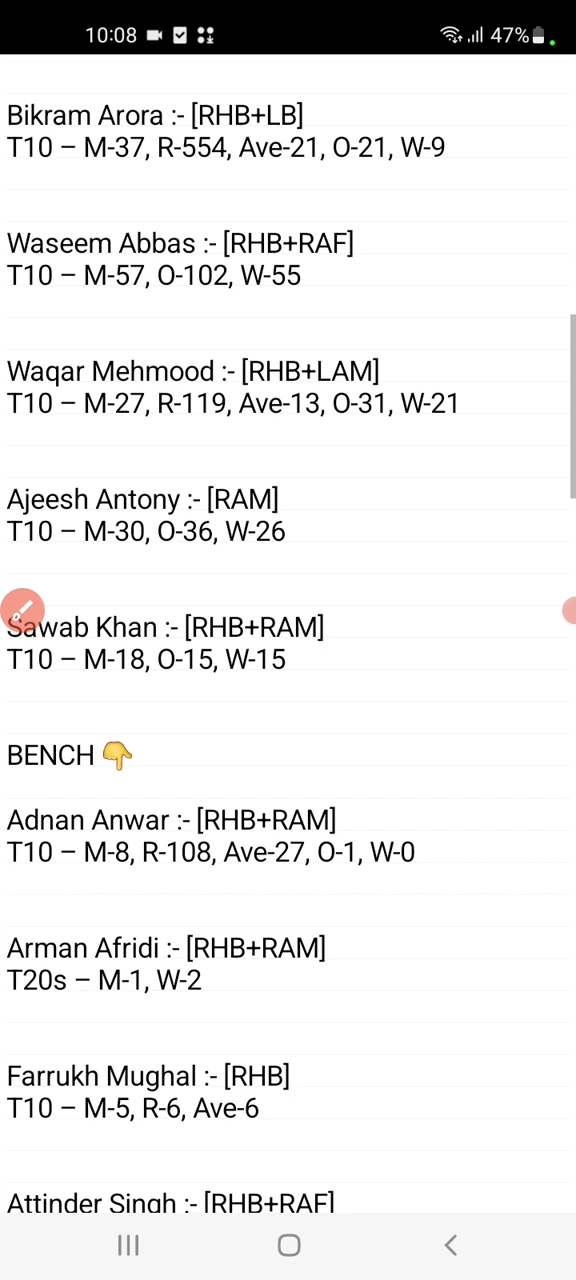 10:08 47%
Bikram Arora :- [RHB+LB]
T10 – M-37, R-554, Ave-21, O-21, W-9
Waseem Abbas :- [RHB+RAF]
T10 – M-57, O-102, W-55
Waqar Mehmood :- [RHB+LAM]
T10 – M-27, R-119, Ave-13, O-31, W-21
Ajeesh Antony :- [RAM]
T10 – M-30, O-36, W-26
Sawab Khan :- [RHB+RAM]
T10 – M-18, O-15, W-15
BENCH 👇
Adnan Anwar :- [RHB+RAM]
T10 – M-8, R-108, Ave-27, O-1, W-0
Arman Afridi :- [RHB+RAM]
T20s – M-1, W-2
Farrukh Mughal :- [RHB]
T10 – M-5, R-6, Ave-6
Attinder Singh :- [RHB+RAF]